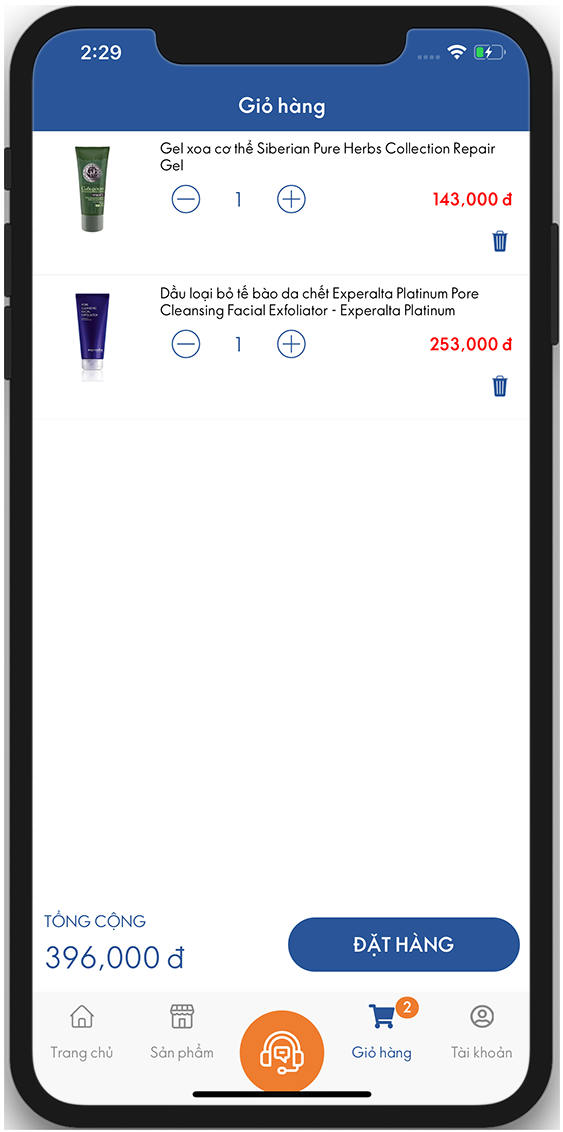 2:29
Giỏ hàng
Gel xoa cơ thể Siberian Pure Herbs Collection Repair
Gel
1
143,000 đ
Dầu loại bỏ tế bào da chết Experalta Platinum Pore
Cleansing Facial Exfoliator - Experalta Platinum
1
253,000 đ
TỔNG CỘNG
396,000 đ
ĐẶT HÀNG
2
Trang chủ
Sản phẩm
Giỏ hàng
Tài khoản